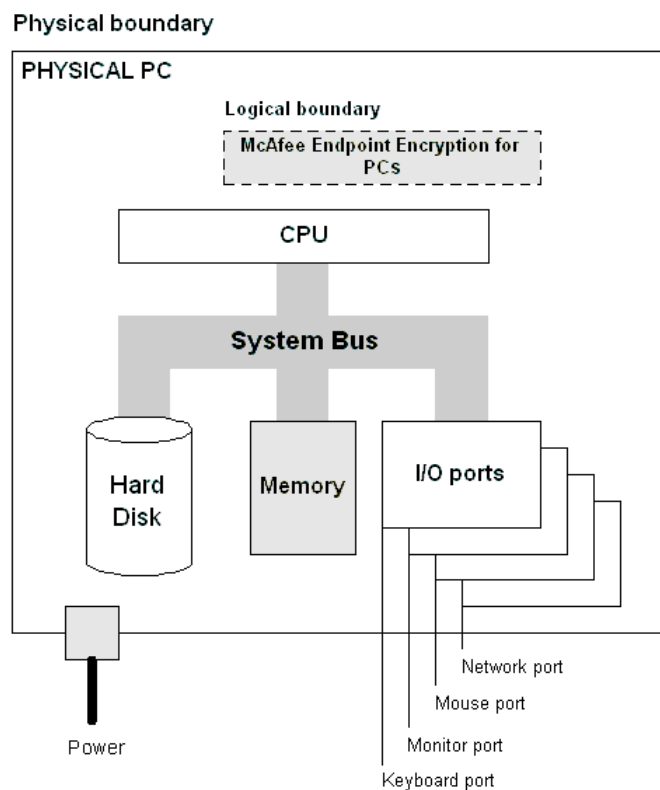 Physical boundary
PHYSICAL PC
Logical boundary
McAfee Endpoint Encryption for
PCs
CPU
System Bus
Hard
Disk
Memory
I/O ports
Network port
Mouse port
Power
Monitor port
Keyboard port